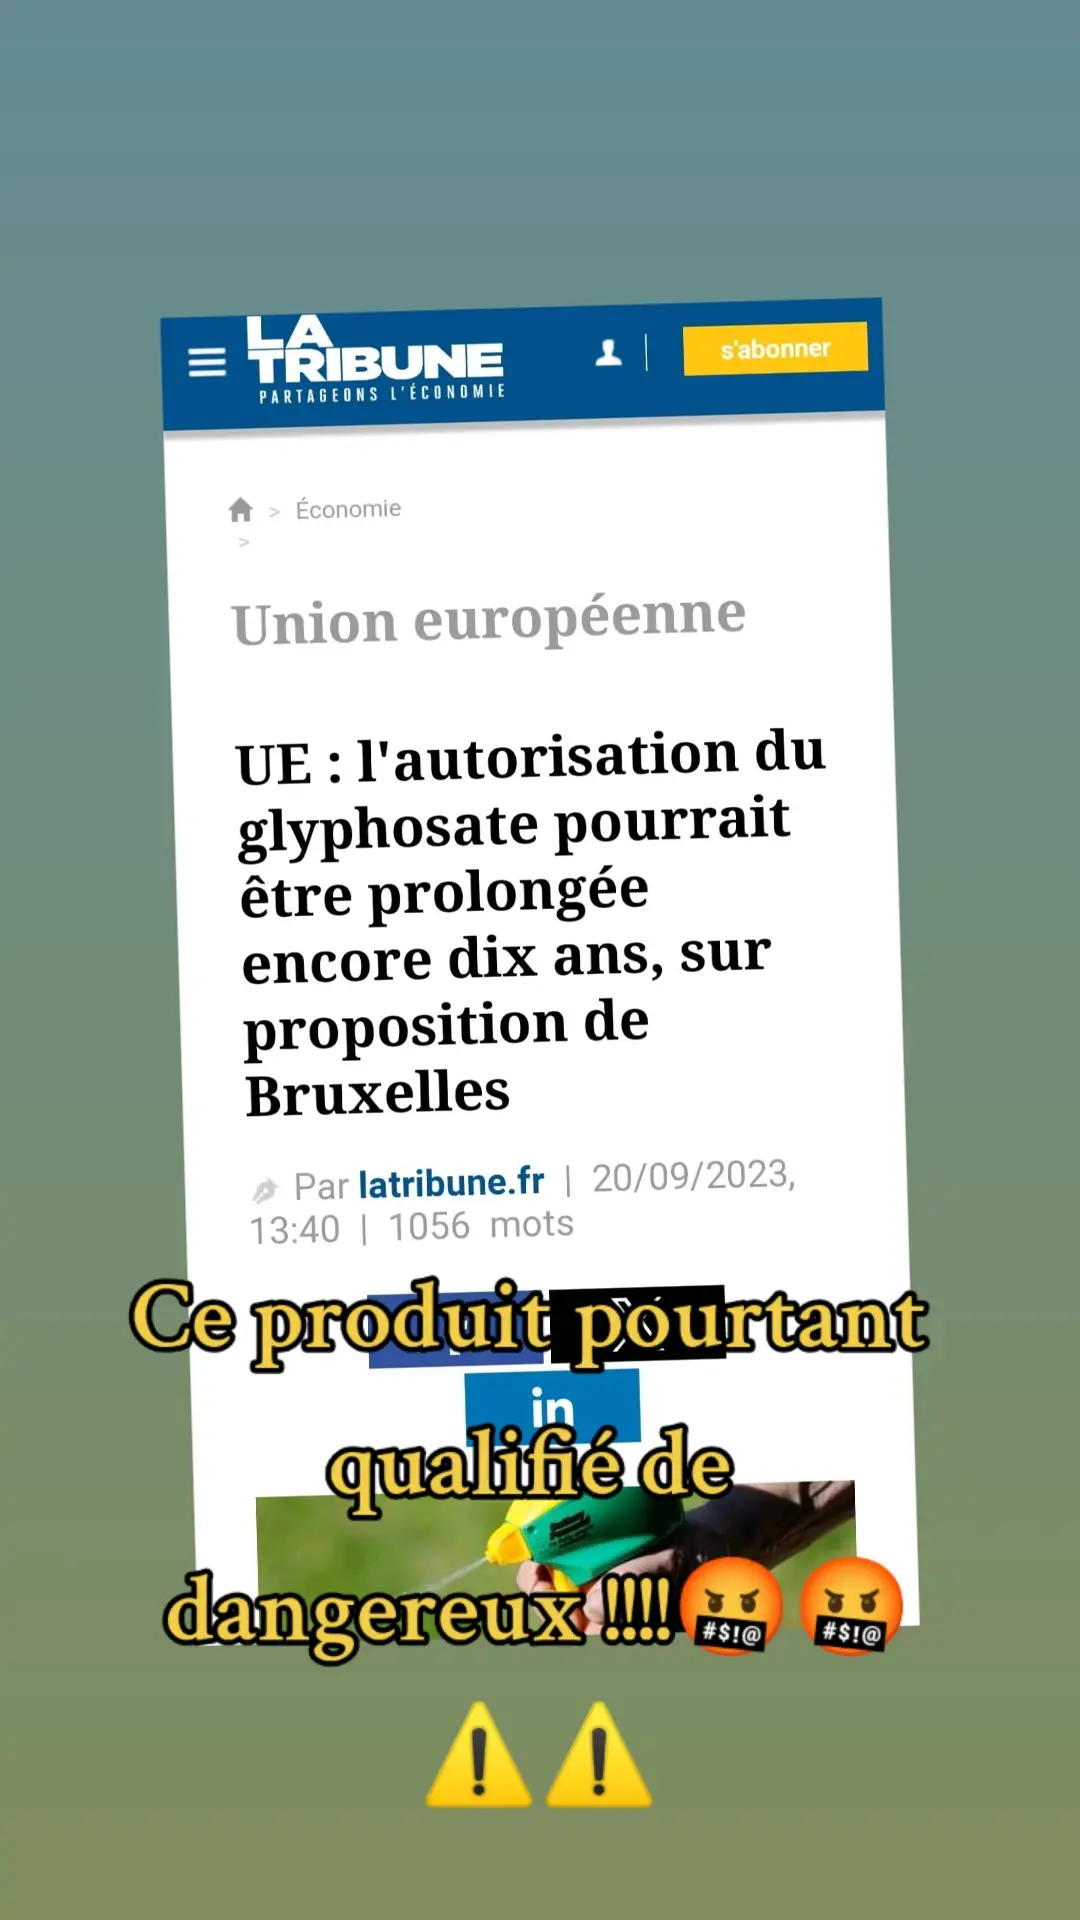 LA
TRIBUNE
PARTAGEONS L'ÉCONOMIE
s'abonner
> Économie
>
Union européenne
UE : l'autorisation du
glyphosate pourrait
être prolongée
encore dix ans, sur
proposition de
Bruxelles
Par latribune.fr | 20/09/2023,
13:40 | 1056 mots
Ce produit pourtant
in
qualifié de
dangereux !!!!🤬🤬
⚠️⚠️